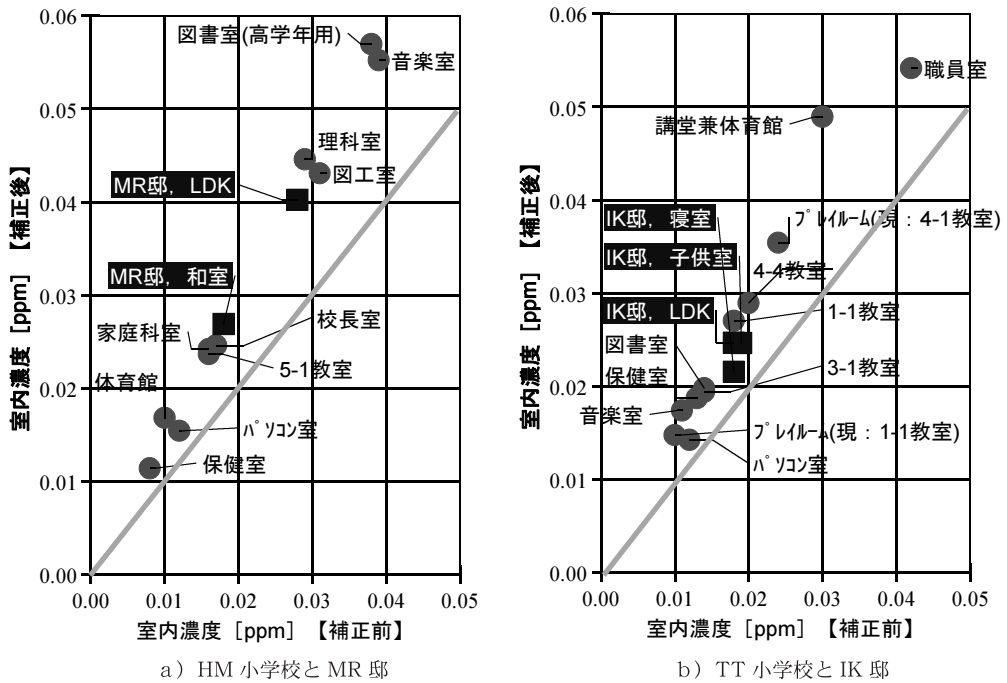 0.06
0.05
0.04
0.03
0.02
0.01
0.00
室内濃度 [ppm] 【補正後】
図書室(高学年用)
音楽室
理科室
図工室
MR邸, LDK
MR邸, 和室
家庭科室
校長室
5-1教室
体育館
パソコン室
保健室
0.00 0.01 0.02 0.03 0.04 0.05
室内濃度 [ppm] 【補正前】
a) HM 小学校と MR 邸
0.06
0.05
0.04
0.03
0.02
0.01
0.00
室内濃度 [ppm] 【補正後】
職員室
講堂兼体育館
プレイルーム(現:4-1教室)
IK邸, 寝室
IK邸, 子供室
4-4教室
IK邸, LDK
1-1教室
図書室
保健室
3-1教室
音楽室
プレイルーム(現:1-1教室)
パソコン室
0.00 0.01 0.02 0.03 0.04 0.05
室内濃度 [ppm] 【補正前】
b) TT 小学校と IK 邸